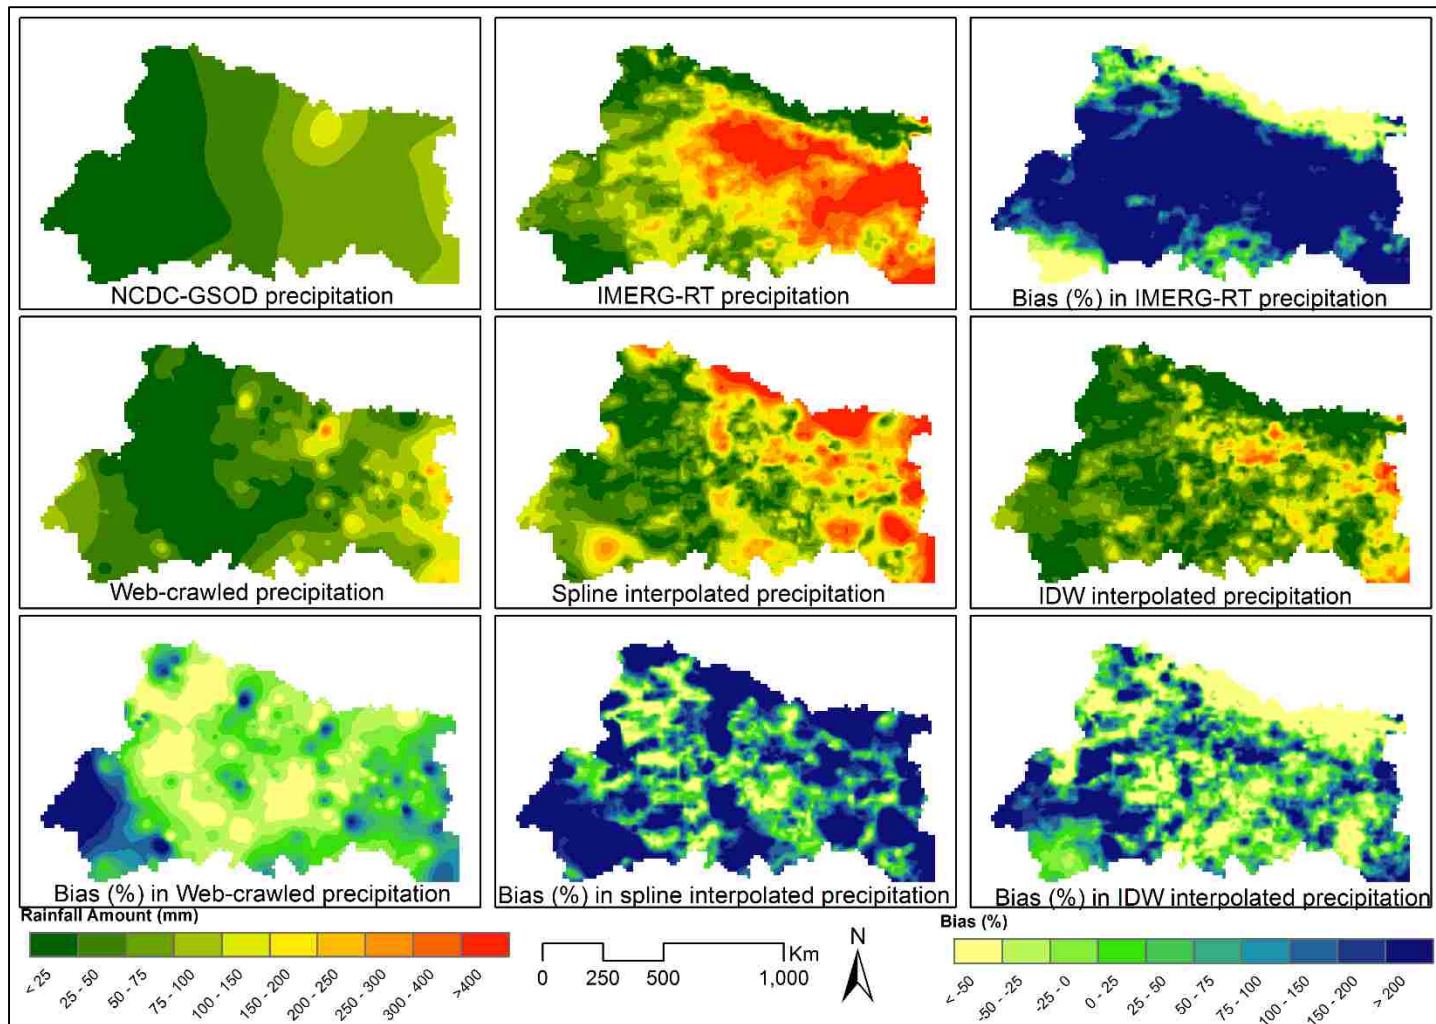 NCDC-GSOD precipitation
IMERG-RT precipitation
Bias (%) in IMERG-RT precipitation
Web-crawled precipitation
Spline interpolated precipitation
IDW interpolated precipitation
Bias (%) in Web-crawled precipitation
Bias (%) in spline interpolated precipitation
Bias (%) in IDW interpolated precipitation
Rainfall Amount (mm)
< 25
25 - 50
50 - 75
75 - 100
100 - 150
150 - 200
200 - 250
250 - 300
300 - 400
>400
Km
0 250 500 1,000
N
Bias (%)
< -50
-50 - -25
-25 - 0
0 - 25
25 - 50
50 - 75
75 - 100
100 - 150
150 - 200
> 200